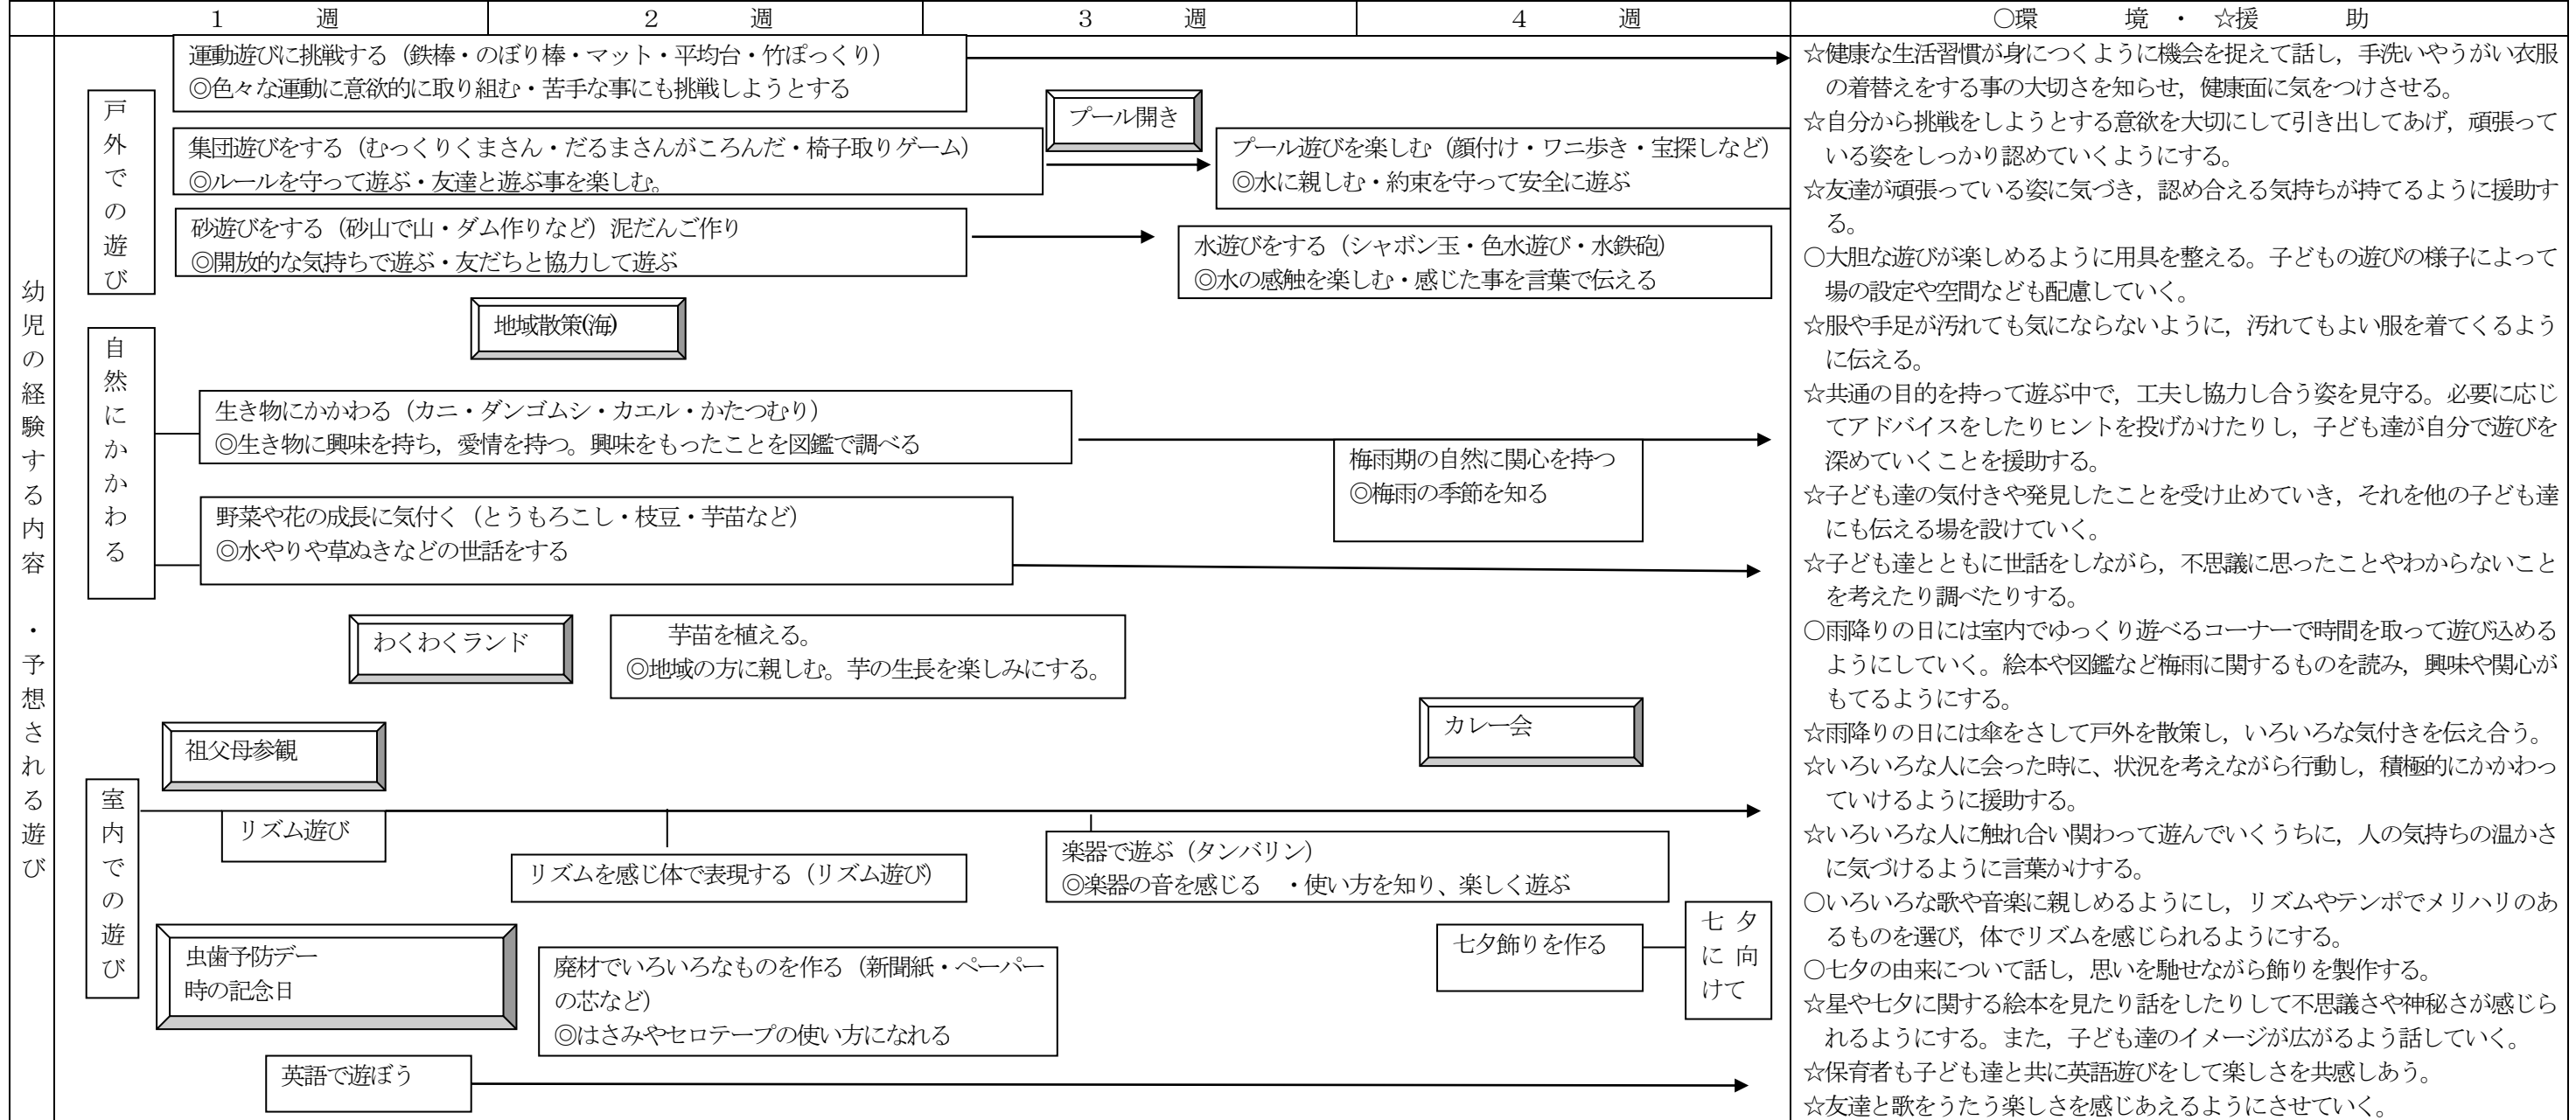 1 週
2 週
3 週
4 週
○環 境 ・ ☆援 助
幼児の経験する内容 ・予想される遊び
戸外での遊び
運動遊びに挑戦する（鉄棒・のぼり棒・マット・平均台・竹ぽっくり）
◎色々な運動に意欲的に取り組む・苦手な事にも挑戦しようとする
プール開き
集団遊びをする（むっくりくまさん・だるまさんがころんだ・椅子取りゲーム）
◎ルールを守って遊ぶ・友達と遊ぶ事を楽しむ。
プール遊びを楽しむ（顔付け・ワニ歩き・宝探しなど）
◎水に親しむ・約束を守って安全に遊ぶ
砂遊びをする（砂山で山・ダム作りなど）泥だんご作り
◎開放的な気持ちで遊ぶ・友だちと協力して遊ぶ
水遊びをする（シャボン玉・色水遊び・水鉄砲）
◎水の感触を楽しむ・感じた事を言葉で伝える
地域散策(海)
自然にかかわる
生き物にかかわる（カニ・ダンゴムシ・カエル・かたつむり）
◎生き物に興味を持ち，愛情を持つ。興味をもったことを図鑑で調べる
梅雨期の自然に関心を持つ
◎梅雨の季節を知る
野菜や花の成長に気付く（とうもろこし・枝豆・芋苗など）
◎水やりや草ぬきなどの世話をする
わくわくランド
芋苗を植える。
◎地域の方に親しむ。芋の生長を楽しみにする。
カレー会
祖父母参観
室内での遊び
リズム遊び
リズムを感じ体で表現する（リズム遊び）
楽器で遊ぶ（タンバリン）
◎楽器の音を感じる ・使い方を知り、楽しく遊ぶ
虫歯予防デー
時の記念日
廃材でいろいろなものを作る（新聞紙・ペーパー
の芯など）
◎はさみやセロテープの使い方になれる
七夕飾りを作る
七夕
に向
けて
英語で遊ぼう
☆健康な生活習慣が身につくように機会を捉えて話し，手洗いやうがい衣服
の着替えをする事の大切さを知らせ，健康面に気をつけさせる。
☆自分から挑戦をしようとする意欲を大切にして引き出してあげ，頑張って
いる姿をしっかり認めていくようにする。
☆友達が頑張っている姿に気づき，認め合える気持ちが持てるように援助す
る。
○大胆な遊びが楽しめるように用具を整える。子どもの遊びの様子によって
場の設定や空間なども配慮していく。
☆服や手足が汚れても気にならないように，汚れてもよい服を着てくるよう
に伝える。
☆共通の目的を持って遊ぶ中で，工夫し協力し合う姿を見守る。必要に応じ
てアドバイスをしたりヒントを投げかけたりし，子ども達が自分で遊びを
深めていくことを援助する。
☆子ども達の気付きや発見したことを受け止めていき，それを他の子ども達
にも伝える場を設けていく。
☆子ども達とともに世話をしながら，不思議に思ったことやわからないこと
を考えたり調べたりする。
○雨降りの日には室内でゆっくり遊べるコーナーで時間を取って遊び込める
ようにしていく。絵本や図鑑など梅雨に関するものを読み，興味や関心が
もてるようにする。
☆雨降りの日には傘をさして戸外を散策し，いろいろな気付きを伝え合う。
☆いろいろな人に会った時に、状況を考えながら行動し，積極的にかかわっ
ていけるように援助する。
☆いろいろな人に触れ合い関わって遊んでいくうちに，人の気持ちの温かさ
に気づけるように言葉かけする。
○いろいろな歌や音楽に親しめるようにし，リズムやテンポでメリハリのあ
るものを選び，体でリズムを感じられるようにする。
○七夕の由来について話し，思いを馳せながら飾りを製作する。
☆星や七夕に関する絵本を見たり話をしたりして不思議さや神秘さが感じら
れるようにする。また，子ども達のイメージが広がるよう話していく。
☆保育者も子ども達と共に英語遊びをして楽しさを共感しあう。
☆友達と歌をうたう楽しさを感じあえるようにさせていく。